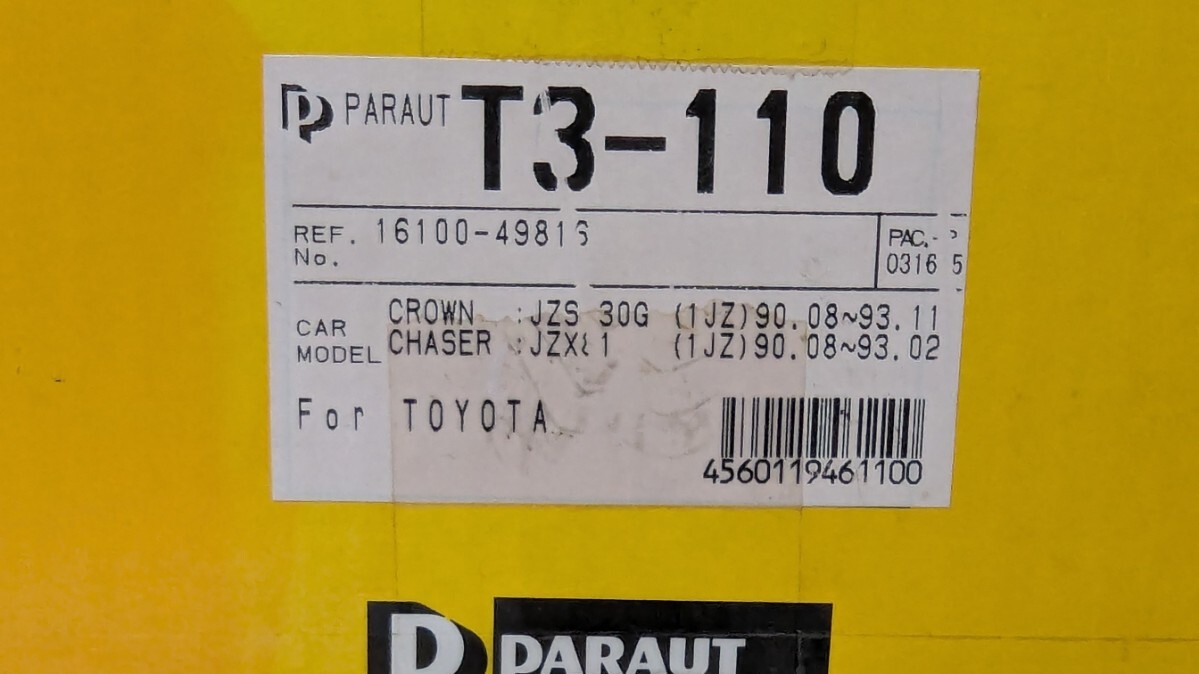 PARAUT T3-110
REF. No. 16100-49816
PAC.-
0316 5
CAR MODEL
CROWN :JZS 30G (1JZ)90.08~93.11
CHASER :JZX81 (1JZ)90.08~93.02
For TOYOTA
4560119461100
PARAUT